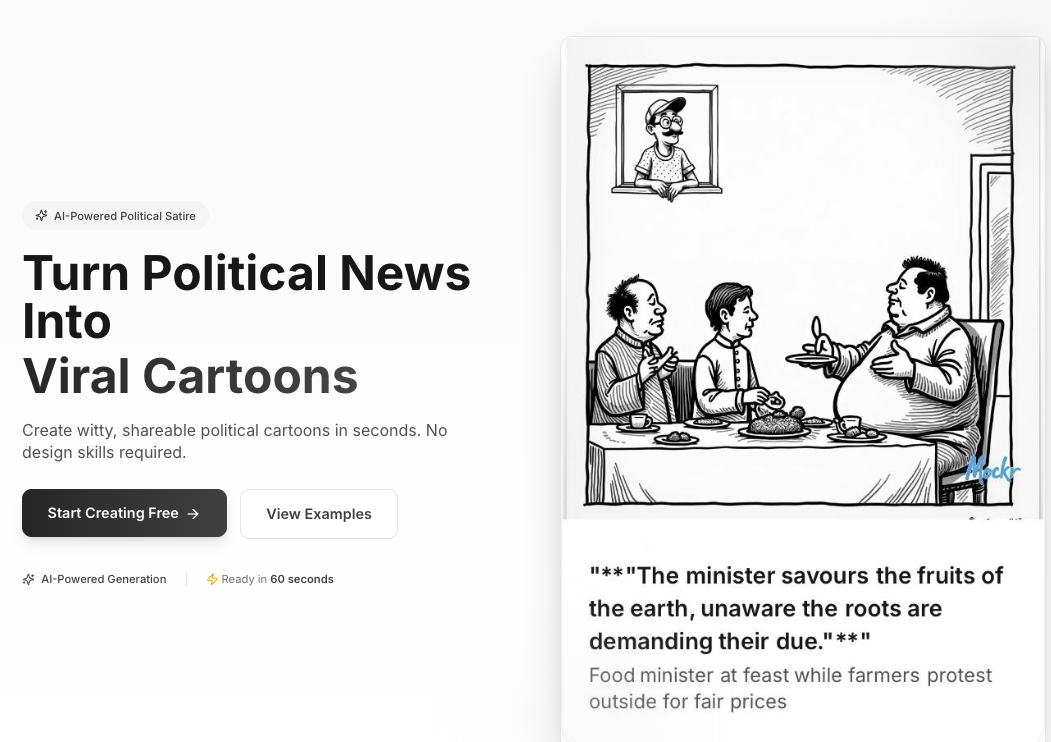 AI-Powered Political Satire
Turn Political News
Into
Viral Cartoons
Create witty, shareable political cartoons in seconds. No
design skills required.
Start Creating Free →
View Examples
AI-Powered Generation
Ready in 60 seconds
Mockr
"**"The minister savours the fruits of
the earth, unaware the roots are
demanding their due."**"
Food minister at feast while farmers protest
outside for fair prices